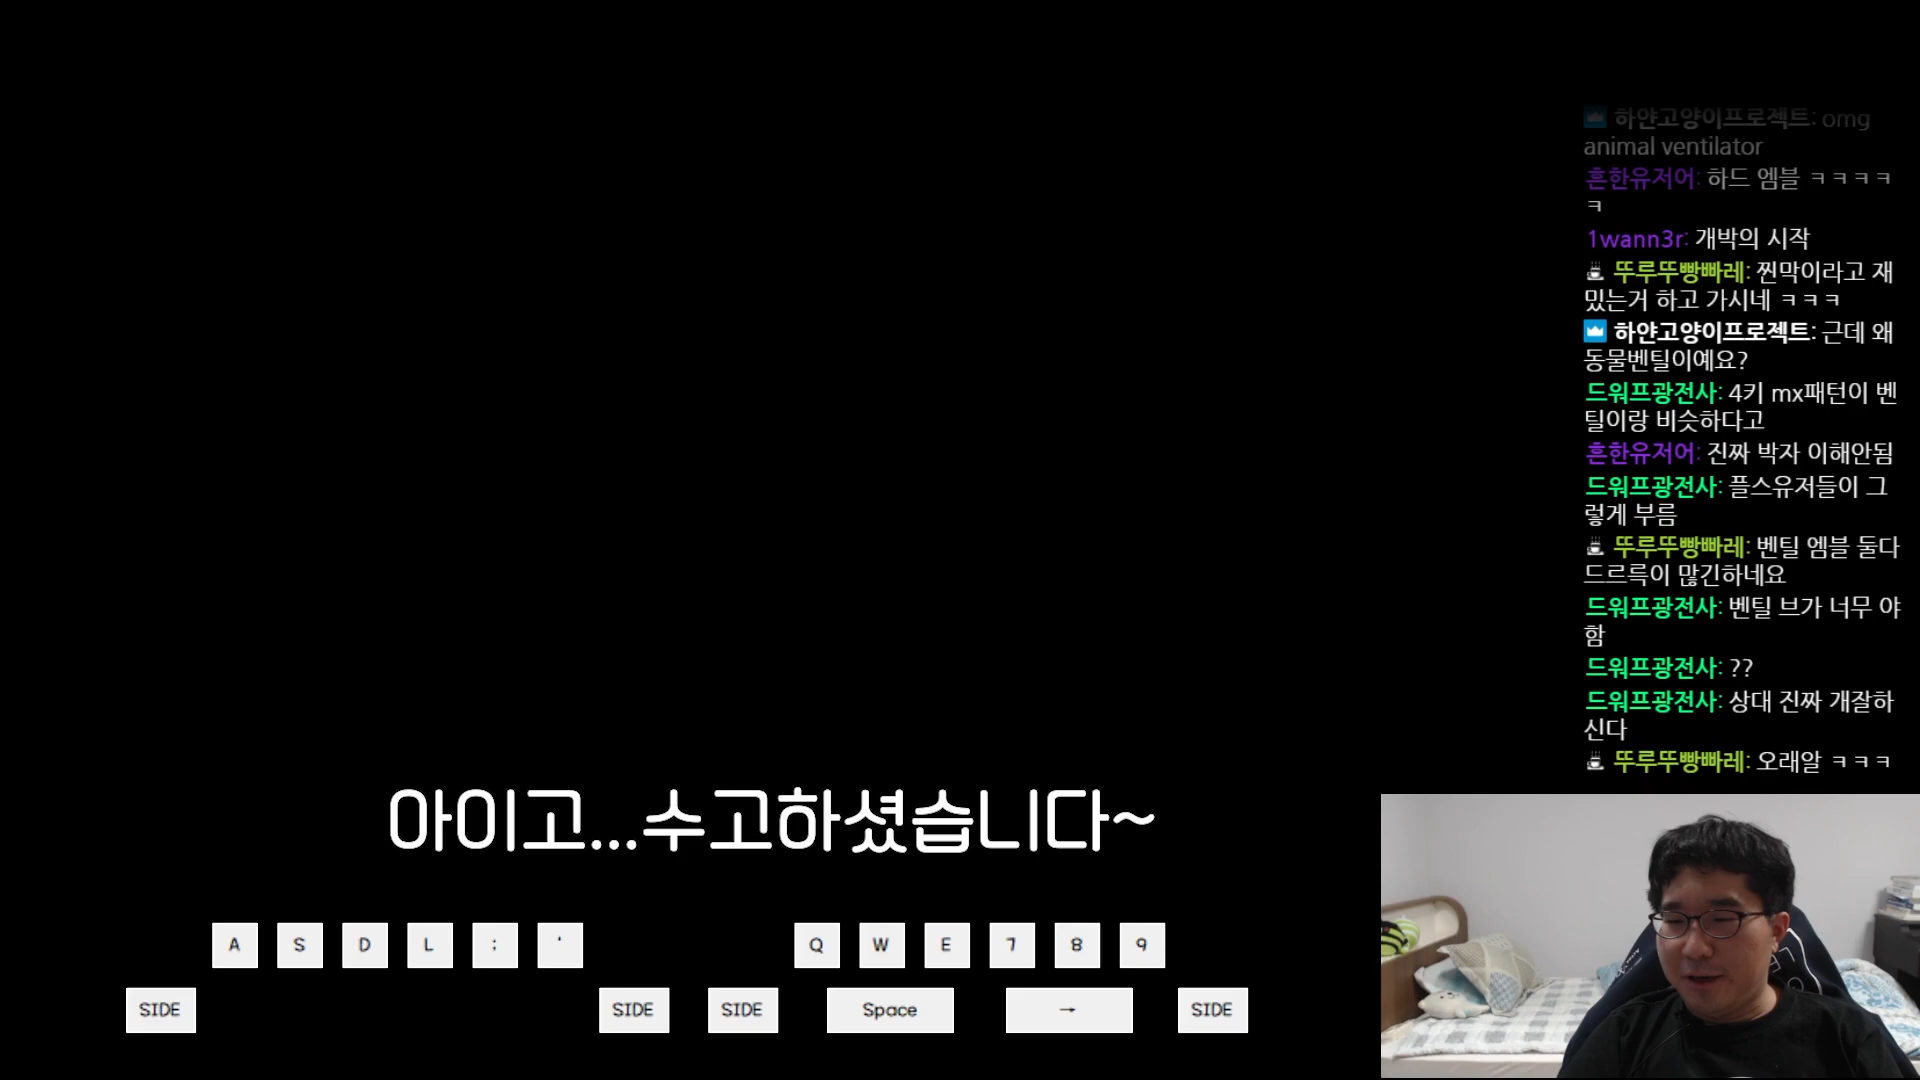 하얀고양이프로젝트: omg
animal ventilator
흔한유저어: 하드 엠블 ㅋㅋㅋㅋ
ㅋ
1wann3r: 개박의 시작
뚜루뚜빵빠레: 찐막이라고 재
밌는거 하고 가시네 ㅋㅋㅋ
하얀고양이프로젝트: 근데 왜
동물벤틸이예요?
드워프광전사: 4키 mx패턴이 벤
틸이랑 비슷하다고
흔한유저어: 진짜 박자 이해안됨
드워프광전사: 플스유저들이 그
렇게 부름
뚜루뚜빵빠레: 벤틸 엠블 둘다
드르륵이 많긴하네요
드워프광전사: 벤틸 브가 너무 야
함
드워프광전사: ??
드워프광전사: 상대 진짜 개잘하
신다
뚜루뚜빵빠레: 오래알 ㅋㅋㅋ
아이고...수고하셨습니다~
A S D L ; ' Q W E 7 8 9
SIDE SIDE SIDE Space → SIDE